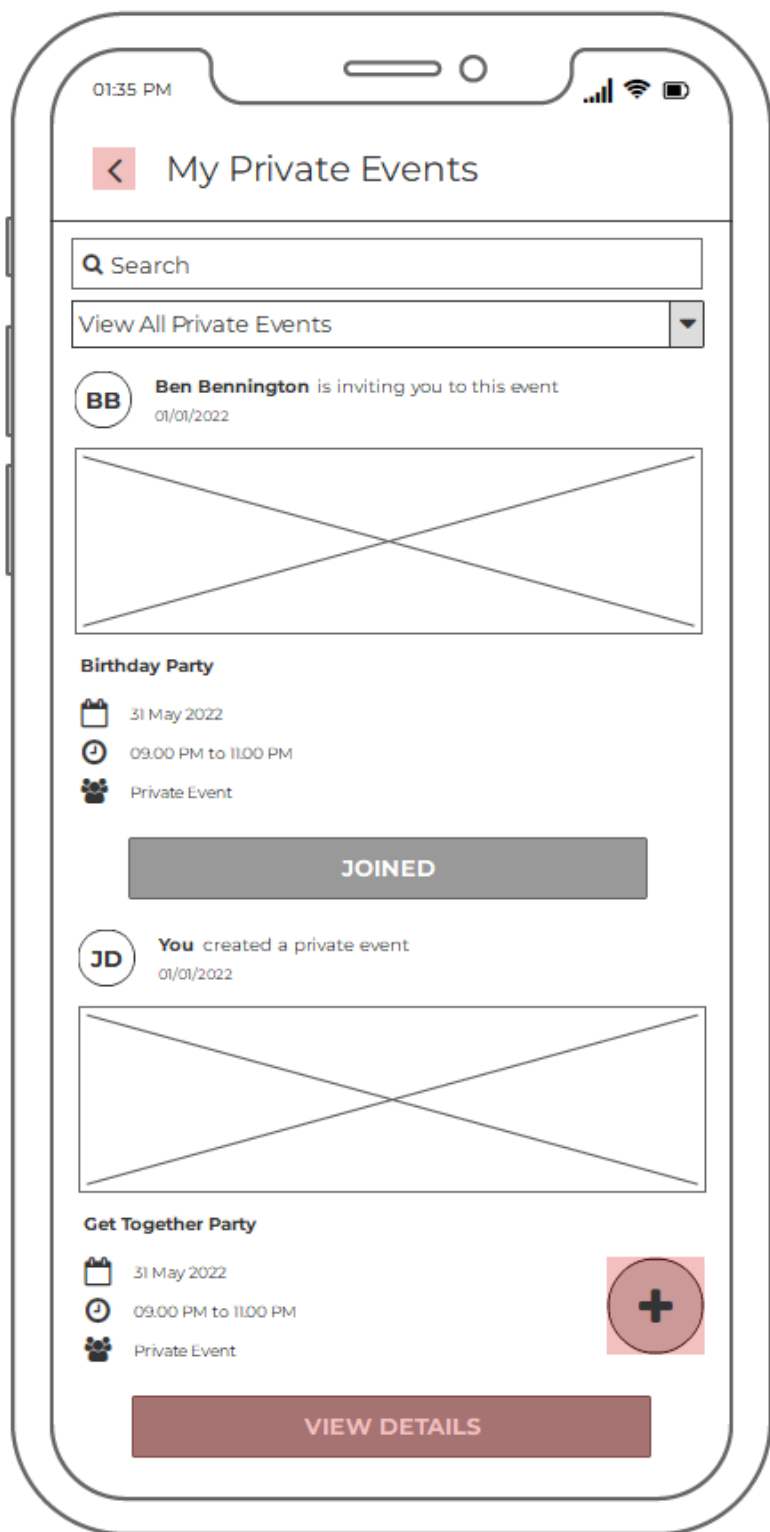 01:35 PM
My Private Events
Search
View All Private Events
BB
Ben Bennington is inviting you to this event
01/01/2022
Birthday Party
31 May 2022
09.00 PM to 11.00 PM
Private Event
JOINED
JD
You created a private event
01/01/2022
Get Together Party
31 May 2022
09.00 PM to 11.00 PM
Private Event
VIEW DETAILS